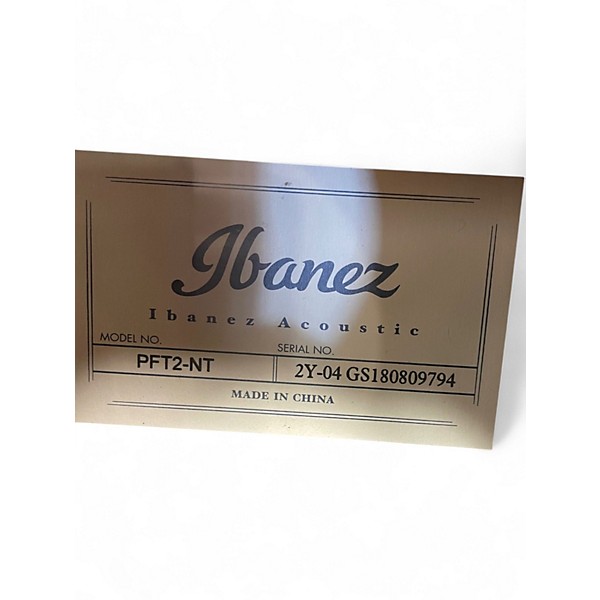 Ibanez
Ibanez Acoustic
MODEL NO. SERIAL NO.
PFT2-NT 2Y-04 GS180809794
MADE IN CHINA